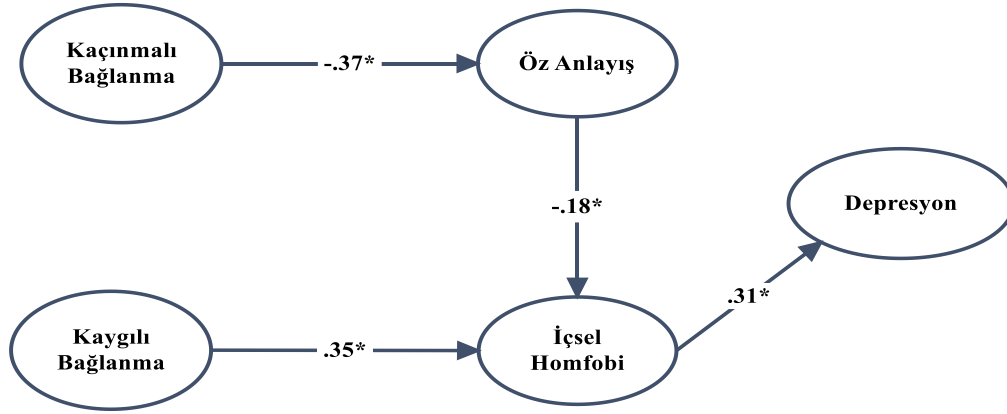 Kaçınmalı
Bağlanma
-.37*
Öz Anlayış
-.18*
Depresyon
.31*
Kaygılı
Bağlanma
.35*
İçsel
Homfobi